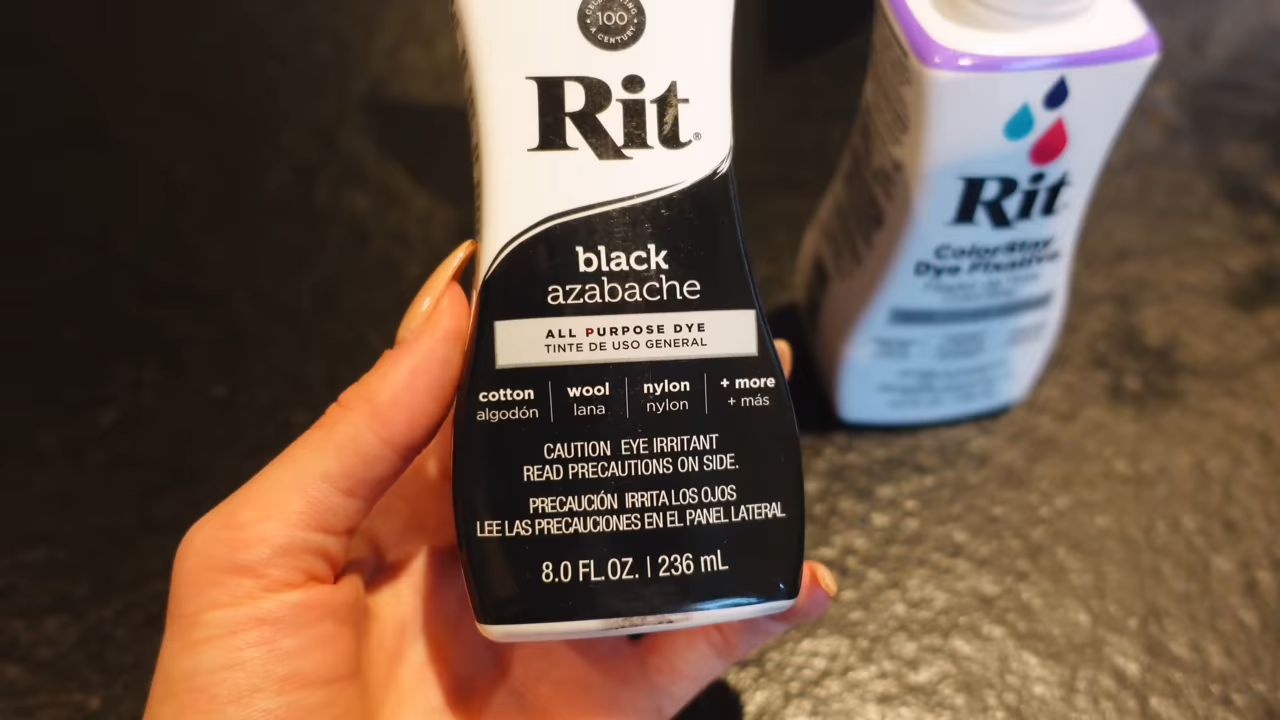 CELEBRATING
100
A CENTURY
Rit®
black
azabache
ALL PURPOSE DYE
TINTE DE USO GENERAL
cotton
algodón
wool
lana
nylon
nylon
+ more
+ más
CAUTION EYE IRRITANT
READ PRECAUTIONS ON SIDE.
PRECAUCIÓN IRRITA LOS OJOS
LEE LAS PRECAUCIONES EN EL PANEL LATERAL
8.0 FL.OZ. | 236 mL
Rit
ColorStay
Dye Fixative